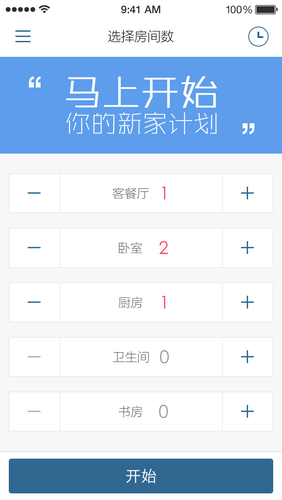 9:41 AM 100%
选择房间数
“ 马上开始
你的新家计划 ”
− 客餐厅 1 +
− 卧室 2 +
− 厨房 1 +
− 卫生间 0 +
− 书房 0 +
开始